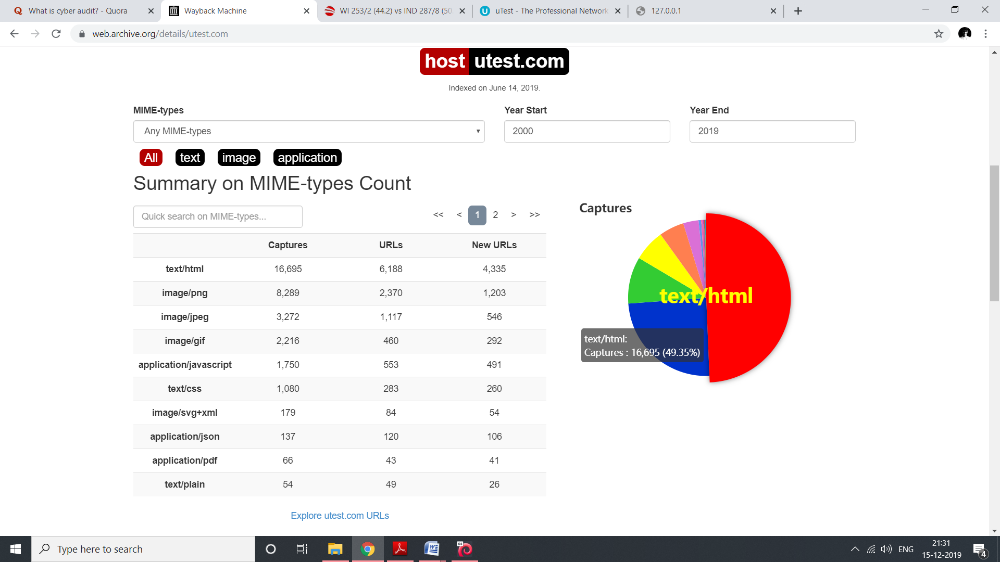 What is cyber audit? - Quora
Wayback Machine
WI 253/2 (44.2) vs IND 287/8 (50.
uTest - The Professional Network
127.0.0.1
web.archive.org/details/utest.com
host utest.com
Indexed on June 14, 2019.
MIME-types
Year Start
Year End
Any MIME-types
2000
2019
All
text
image
application
Summary on MIME-types Count
Quick search on MIME-types...
<< < 1 2 > >>
Captures
Captures URLs New URLs
text/html 16,695 6,188 4,335
image/png 8,289 2,370 1,203
image/jpeg 3,272 1,117 546
image/gif 2,216 460 292
application/javascript 1,750 553 491
text/css 1,080 283 260
image/svg+xml 179 84 54
application/json 137 120 106
application/pdf 66 43 41
text/plain 54 49 26
text/html
text/html:
Captures : 16,695 (49.35%)
Explore utest.com URLs
Type here to search
64
ENG
21:31
15-12-2019
4